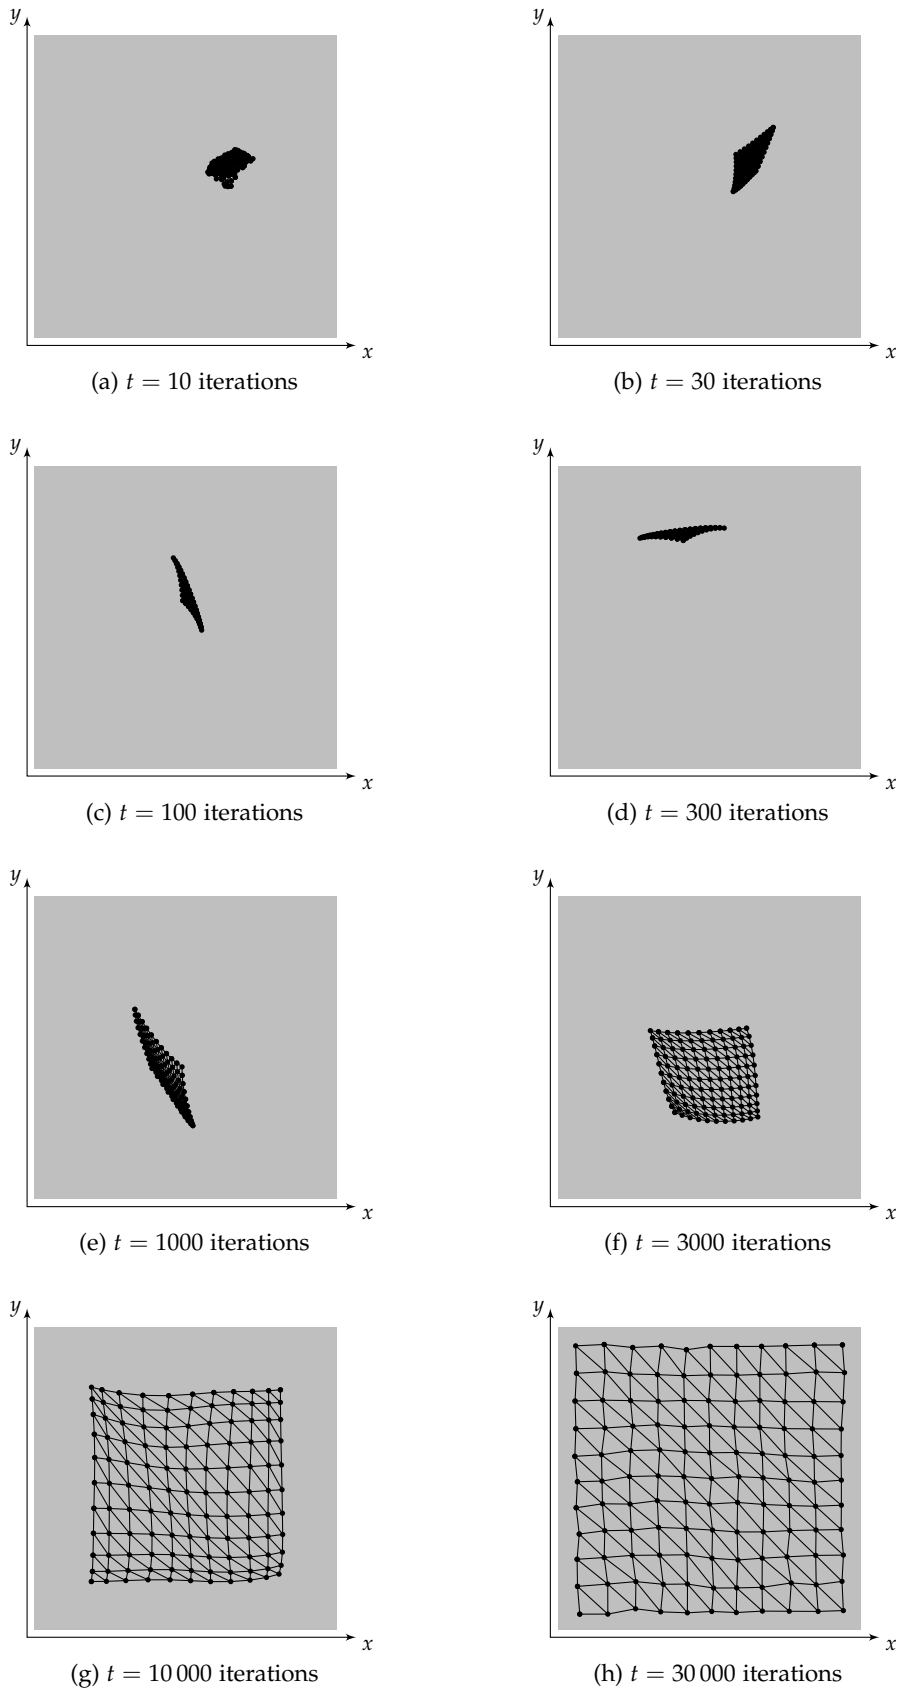 y y
x x
(a) t = 10 iterations (b) t = 30 iterations
y y
x x
(c) t = 100 iterations (d) t = 300 iterations
y y
x x
(e) t = 1000 iterations (f) t = 3000 iterations
y y
x x
(g) t = 10 000 iterations (h) t = 30 000 iterations